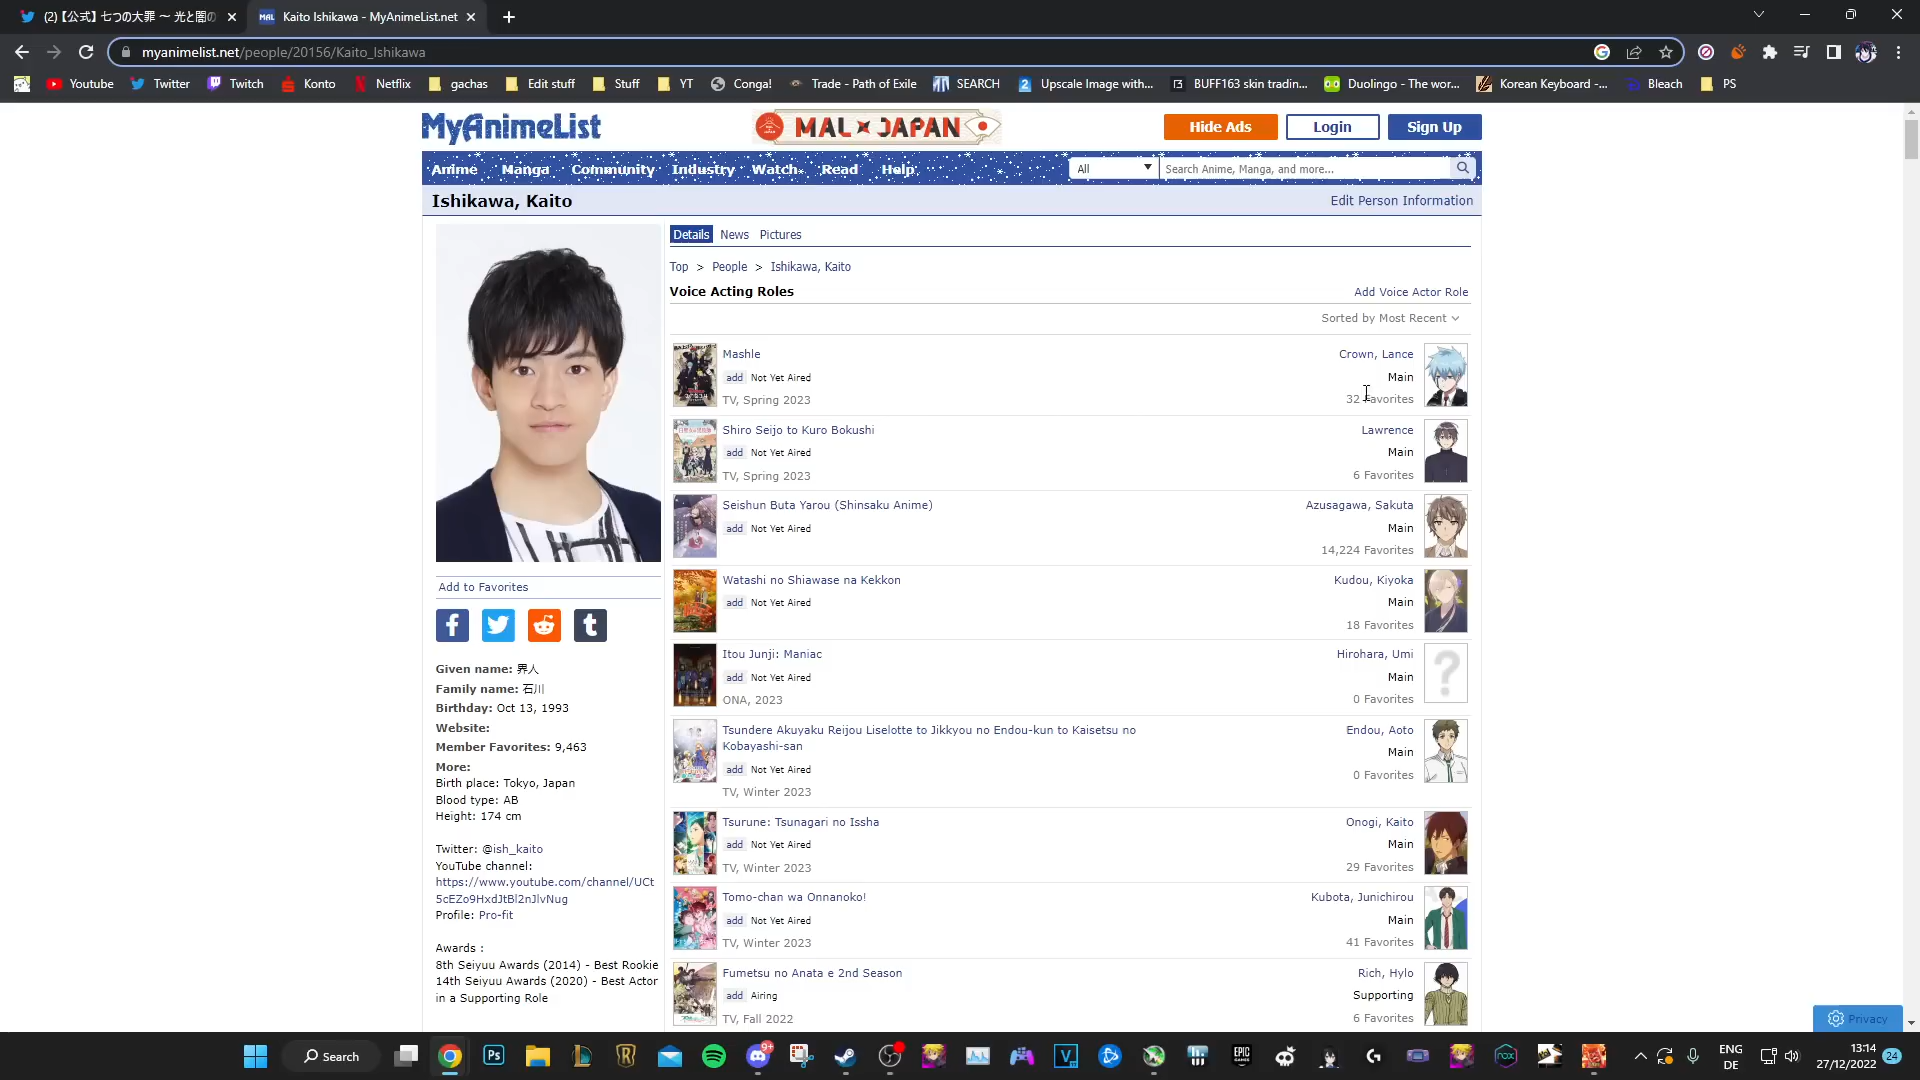 (2)【公式】七つの大罪 ~ 光と闇の
MAL Kaito Ishikawa - MyAnimeList.net
myanimelist.net/people/20156/Kaito_Ishikawa
Youtube Twitter Twitch Konto Netflix gachas Edit stuff Stuff YT Conga! Trade - Path of Exile SEARCH Upscale Image with... BUFF163 skin tradin... Duolingo - The wor... Korean Keyboard -... Bleach PS
MyAnimeList
MAL x JAPAN
Hide Ads Login Sign Up
Anime Manga Community Industry Watch Read Help
All Search Anime, Manga, and more...
Ishikawa, Kaito
Edit Person Information
Details News Pictures
Top > People > Ishikawa, Kaito
Voice Acting Roles
Add Voice Actor Role
Sorted by Most Recent
Mashle
Crown, Lance
add Not Yet Aired
Main
TV, Spring 2023
32 Favorites
Shiro Seijo to Kuro Bokushi
Lawrence
add Not Yet Aired
Main
TV, Spring 2023
6 Favorites
Seishun Buta Yarou (Shinsaku Anime)
Azusagawa, Sakuta
add Not Yet Aired
Main
14,224 Favorites
Watashi no Shiawase na Kekkon
Kudou, Kiyoka
add Not Yet Aired
Main
18 Favorites
Itou Junji: Maniac
Hirohara, Umi
add Not Yet Aired
Main
ONA, 2023
0 Favorites
Tsundere Akuyaku Reijou Liselotte to Jikkyou no Endou-kun to Kaisetsu no
Kobayashi-san
Endou, Aoto
add Not Yet Aired
Main
TV, Winter 2023
0 Favorites
Tsurune: Tsunagari no Issha
Onogi, Kaito
add Not Yet Aired
Main
TV, Winter 2023
29 Favorites
Tomo-chan wa Onnanoko!
Kubota, Junichirou
add Not Yet Aired
Main
TV, Winter 2023
41 Favorites
Fumetsu no Anata e 2nd Season
Rich, Hylo
add Airing
Supporting
TV, Fall 2022
6 Favorites
Add to Favorites
Given name: 界人
Family name: 石川
Birthday: Oct 13, 1993
Website:
Member Favorites: 9,463
More:
Birth place: Tokyo, Japan
Blood type: AB
Height: 174 cm
Twitter: @ish_kaito
YouTube channel:
https://www.youtube.com/channel/UCt
5cEZo9HxdJtBl2nJlvNug
Profile: Pro-fit
Awards :
8th Seiyuu Awards (2014) - Best Rookie
14th Seiyuu Awards (2020) - Best Actor
in a Supporting Role
Privacy
Search
Ps
9+
EPIC
GAMES
ENG
DE
13:14
27/12/2022
24